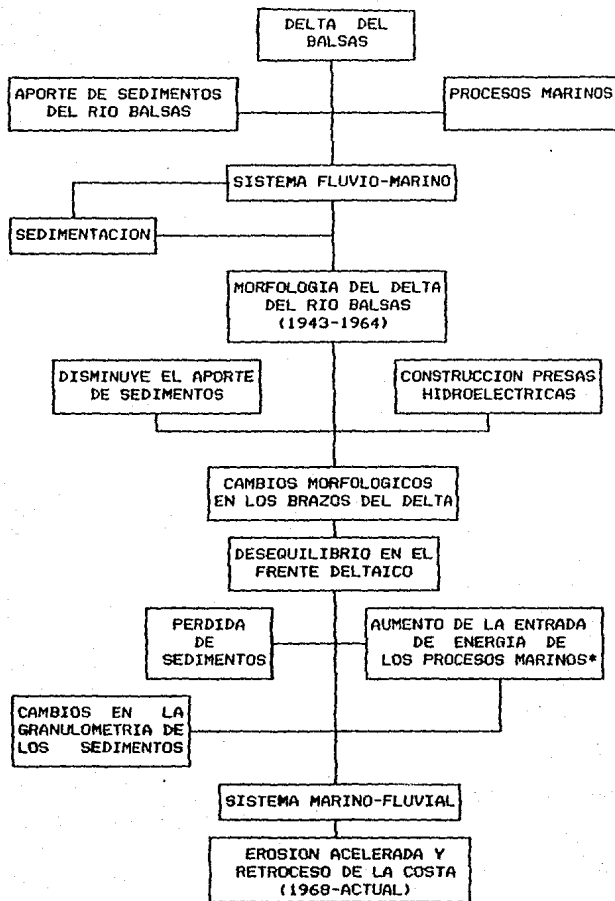 DELTA DEL
BALSAS
APORTE DE SEDIMENTOS
DEL RIO BALSAS
PROCESOS MARINOS
SISTEMA FLUVIO-MARINO
SEDIMENTACION
MORFOLOGIA DEL DELTA
DEL RIO BALSAS
(1943-1964)
DISMINUYE EL APORTE
DE SEDIMENTOS
CONSTRUCCION PRESAS
HIDROELECTRICAS
CAMBIOS MORFOLOGICOS
EN LOS BRAZOS DEL DELTA
DESEQUILIBRIO EN EL
FRENTE DELTAICO
PERDIDA
DE
SEDIMENTOS
AUMENTO DE LA ENTRADA
DE ENERGIA DE
LOS PROCESOS MARINOS*
CAMBIOS EN LA
GRANULOMETRIA DE
LOS SEDIMENTOS
SISTEMA MARINO-FLUVIAL
EROSION ACELERADA Y
RETROCESO DE LA COSTA
(1968-ACTUAL)